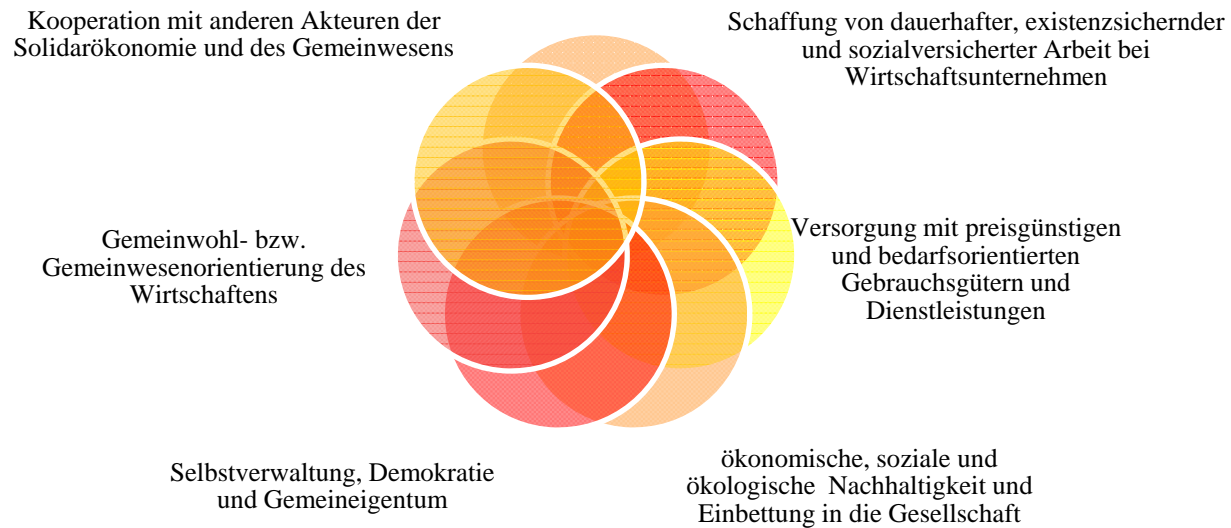 Kooperation mit anderen Akteuren der
Solidarökonomie und des Gemeinwesens
Schaffung von dauerhafter, existenzsichernder
und sozialversicherter Arbeit bei
Wirtschaftsunternehmen
Gemeinwohl- bzw.
Gemeinwesenorientierung des
Wirtschaftens
Versorgung mit preisgünstigen
und bedarfsorientierten
Gebrauchsgütern und
Dienstleistungen
Selbstverwaltung, Demokratie
und Gemeineigentum
ökonomische, soziale und
ökologische Nachhaltigkeit und
Einbettung in die Gesellschaft